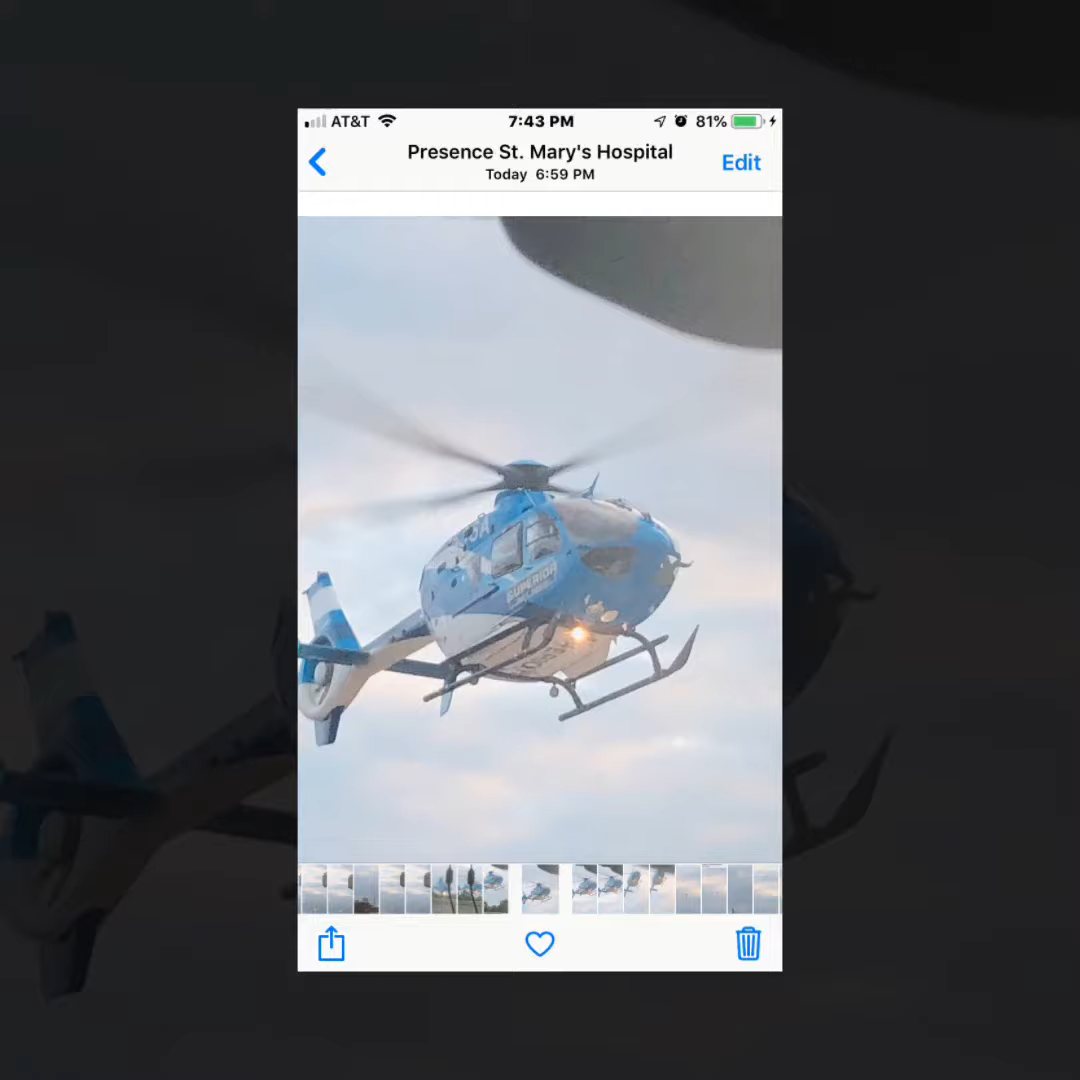 AT&T 7:43 PM 81%
Presence St. Mary's Hospital
Edit
Today 6:59 PM
SUPERIOR